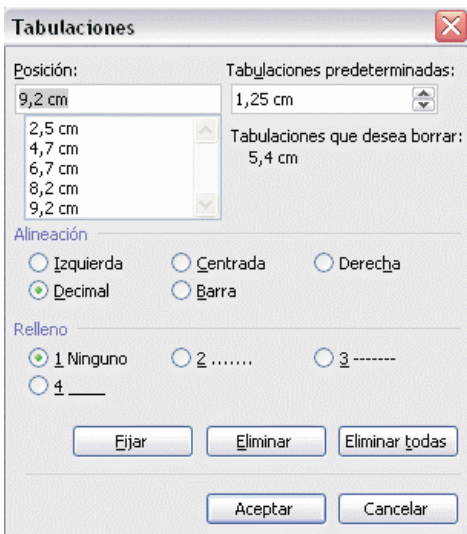 Tabulaciones
Posición: Tabulaciones predeterminadas:
9,2 cm 1,25 cm
2,5 cm
4,7 cm
6,7 cm
8,2 cm
9,2 cm
Tabulaciones que desea borrar:
5,4 cm
Alineación
Izquierda Centrada Derecha
Decimal Barra
Relleno
1 Ninguno 2 ....... 3 -------
4 ____
Fijar Eliminar Eliminar todas
Aceptar Cancelar